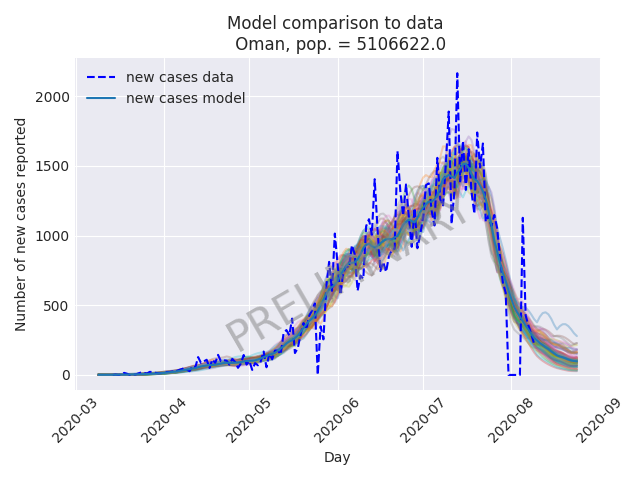 Model comparison to data
Oman, pop. = 5106622.0
new cases data
new cases model
Number of new cases reported
2000
1500
1000
500
0
PRELIMINARY
2020-03
2020-04
2020-05
2020-06
2020-07
2020-08
2020-09
Day